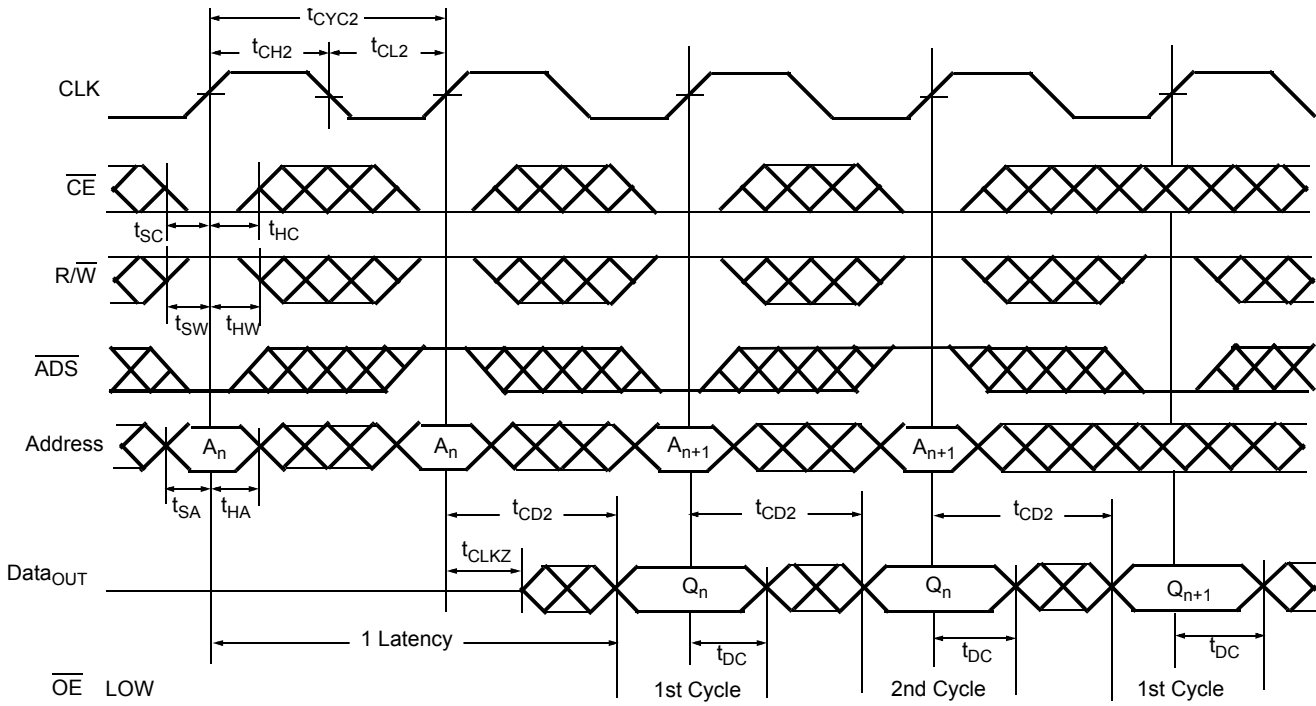 tCYC2
tCH2 tCL2
CLK
CE
tSC tHC
R/W
tSW tHW
ADS
Address An An An+1 An+1
tSA tHA
tCD2 tCD2 tCD2
tCLKZ
DataOUT Qn Qn Qn+1
1 Latency
tDC tDC tDC
OE LOW 1st Cycle 2nd Cycle 1st Cycle